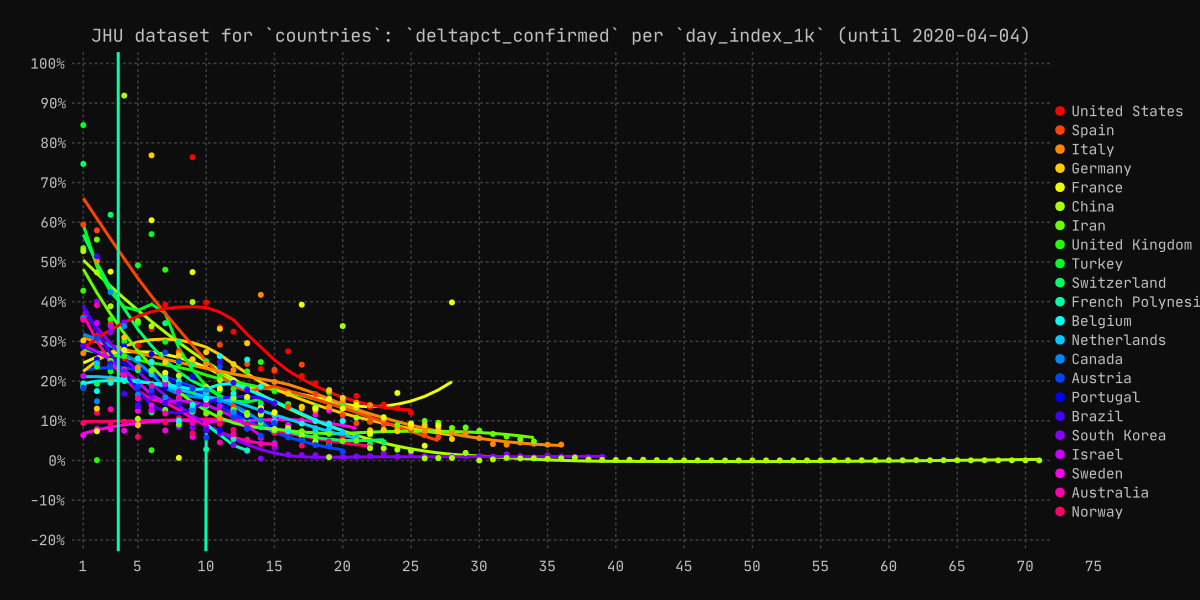 JHU dataset for `countries`: `deltapct_confirmed` per `day_index_1k` (until 2020-04-04)
100%
90%
80%
70%
60%
50%
40%
30%
20%
10%
0%
-10%
-20%
1 5 10 15 20 25 30 35 40 45 50 55 60 65 70 75
United States
Spain
Italy
Germany
France
China
Iran
United Kingdom
Turkey
Switzerland
French Polynesi
Belgium
Netherlands
Canada
Austria
Portugal
Brazil
South Korea
Israel
Sweden
Australia
Norway